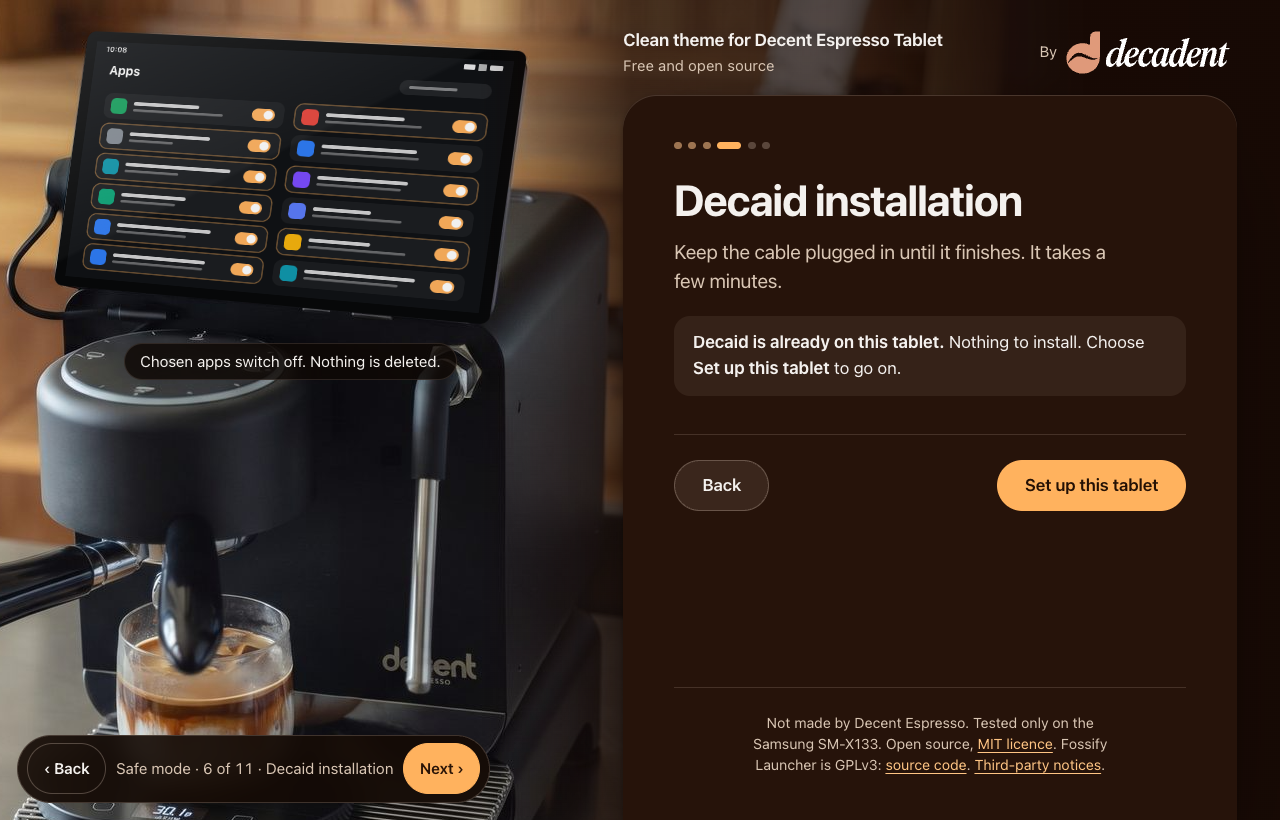 10:08
Apps
Chosen apps switch off. Nothing is deleted.
decent
30.1
‹ Back
Safe mode · 6 of 11 · Decaid installation
Next ›
Clean theme for Decent Espresso Tablet
Free and open source
By decadent
Decaid installation
Keep the cable plugged in until it finishes. It takes a
few minutes.
Decaid is already on this tablet. Nothing to install. Choose
Set up this tablet to go on.
Back
Set up this tablet
Not made by Decent Espresso. Tested only on the
Samsung SM-X133. Open source, MIT licence. Fossify
Launcher is GPLv3: source code. Third-party notices.